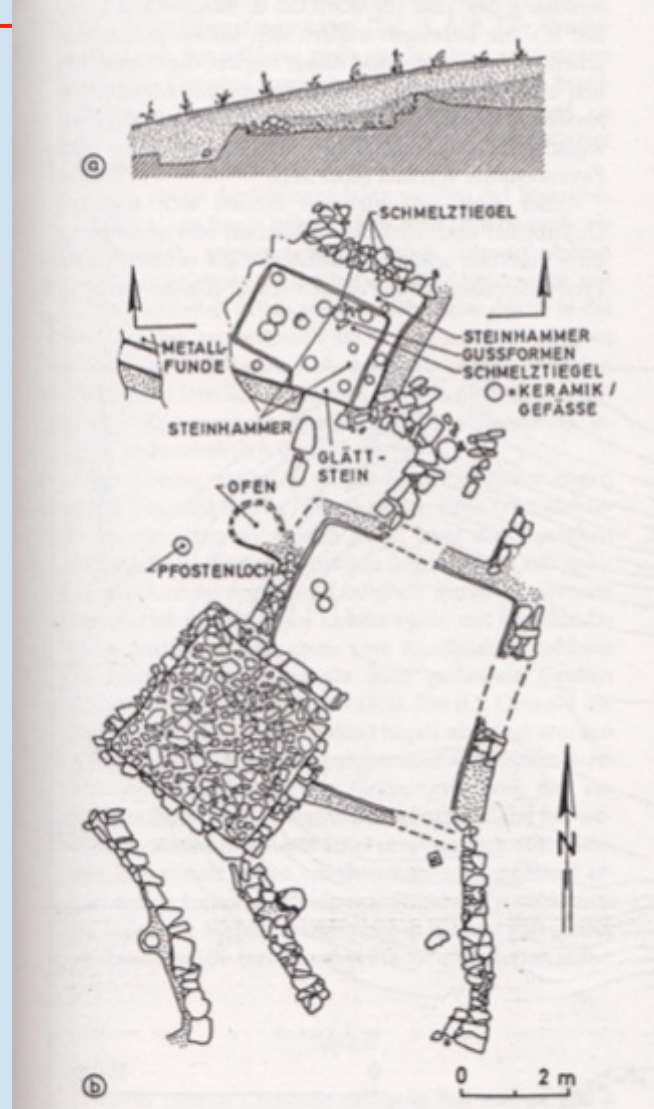 a
SCHMELZTIEGEL
STEINHAMMER
GUSSFORMEN
SCHMELZTIEGEL
METALL-
FUNDE
KERAMIK /
GEFÄSSE
STEINHAMMER
GLÄTT-
STEIN
OFEN
PFOSTENLOCH
N
b
0 2 m